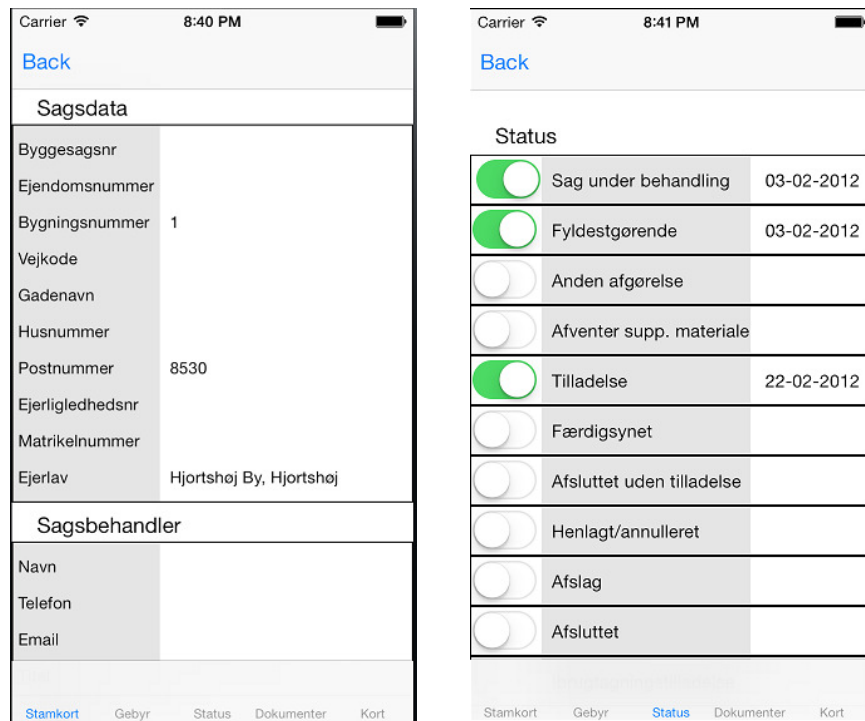 Carrier 8:40 PM
Back
Sagsdata
Byggesagsnr
Ejendomsnummer
Bygningsnummer 1
Vejkode
Gadenavn
Husnummer
Postnummer 8530
Ejerligledhedsnr
Matrikelnummer
Ejerlav Hjortshøj By, Hjortshøj
Sagsbehandler
Navn
Telefon
Email
Stamkort Gebyr Status Dokumenter Kort
Carrier 8:41 PM
Back
Status
Sag under behandling 03-02-2012
Fyldestgørende 03-02-2012
Anden afgørelse
Afventer supp. materiale
Tilladelse 22-02-2012
Færdigsynet
Afsluttet uden tilladelse
Henlagt/annulleret
Afslag
Afsluttet
Stamkort Gebyr Status Dokumenter Kort